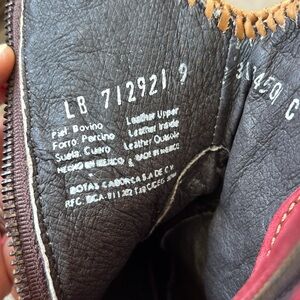 LB 712921 9
Piel Bovino Leather Upper
Forro Porcino Leather Inside
Suela Cuero Leather Outsole
HECHO EN MEXICO & MADE IN MEXICO
BOTAS CABORCA S.A DE C.V.